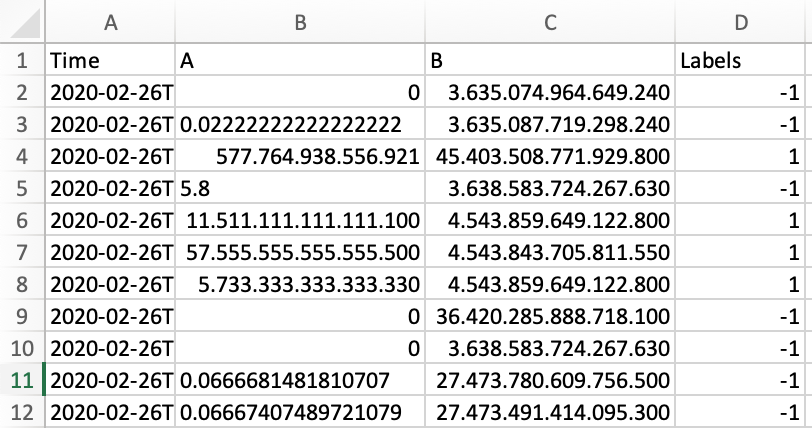 A B C D
1 Time A B Labels
2 2020-02-26T 0 3.635.074.964.649.240 -1
3 2020-02-26T 0.02222222222222222 3.635.087.719.298.240 -1
4 2020-02-26T 577.764.938.556.921 45.403.508.771.929.800 1
5 2020-02-26T 5.8 3.638.583.724.267.630 -1
6 2020-02-26T 11.511.111.111.111.100 4.543.859.649.122.800 1
7 2020-02-26T 57.555.555.555.555.500 4.543.843.705.811.550 1
8 2020-02-26T 5.733.333.333.333.330 4.543.859.649.122.800 1
9 2020-02-26T 0 36.420.285.888.718.100 -1
10 2020-02-26T 0 3.638.583.724.267.630 -1
11 2020-02-26T 0.0666681481810707 27.473.780.609.756.500 -1
12 2020-02-26T 0.06667407489721079 27.473.491.414.095.300 -1